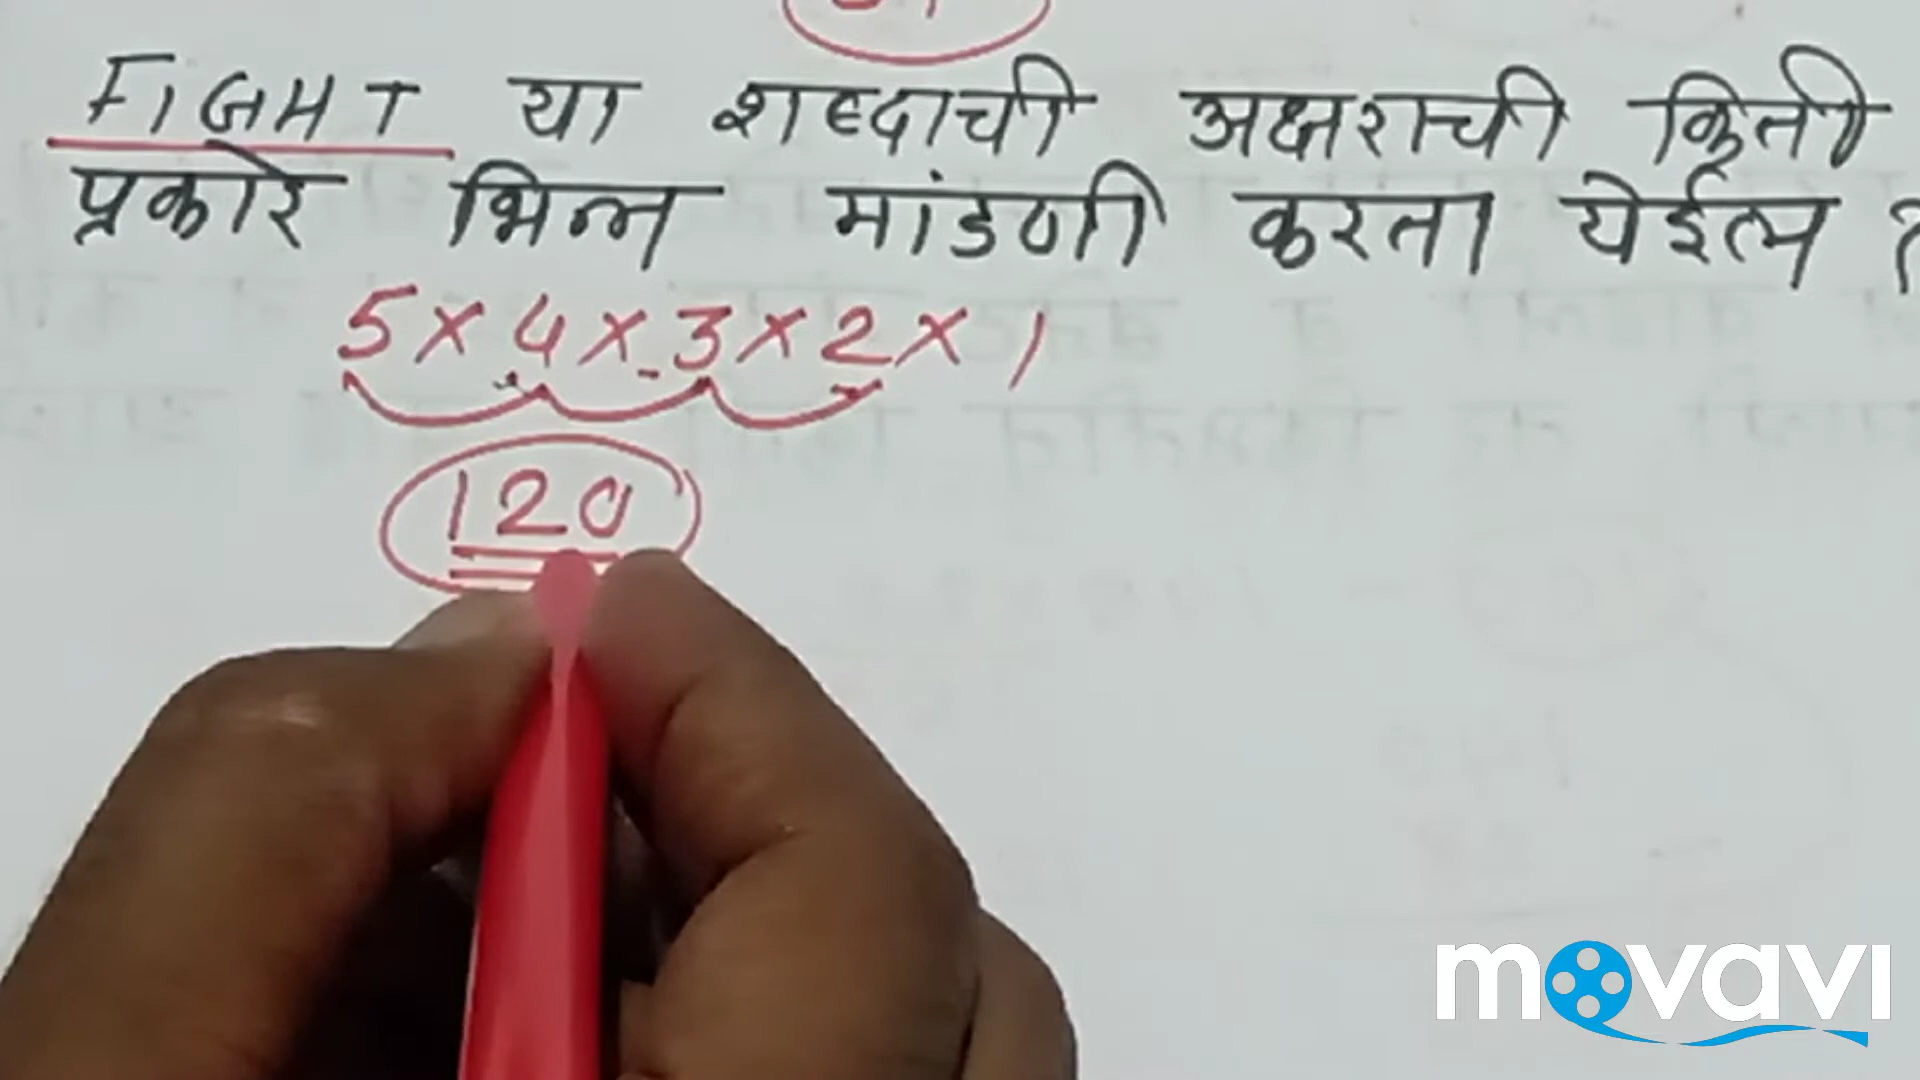 FIGHT या शब्दाची अक्षराची किती
प्रकारे भिन्न मांडणी करता येईल ?
5 x 4 x 3 x 2 x 1
120
movavi